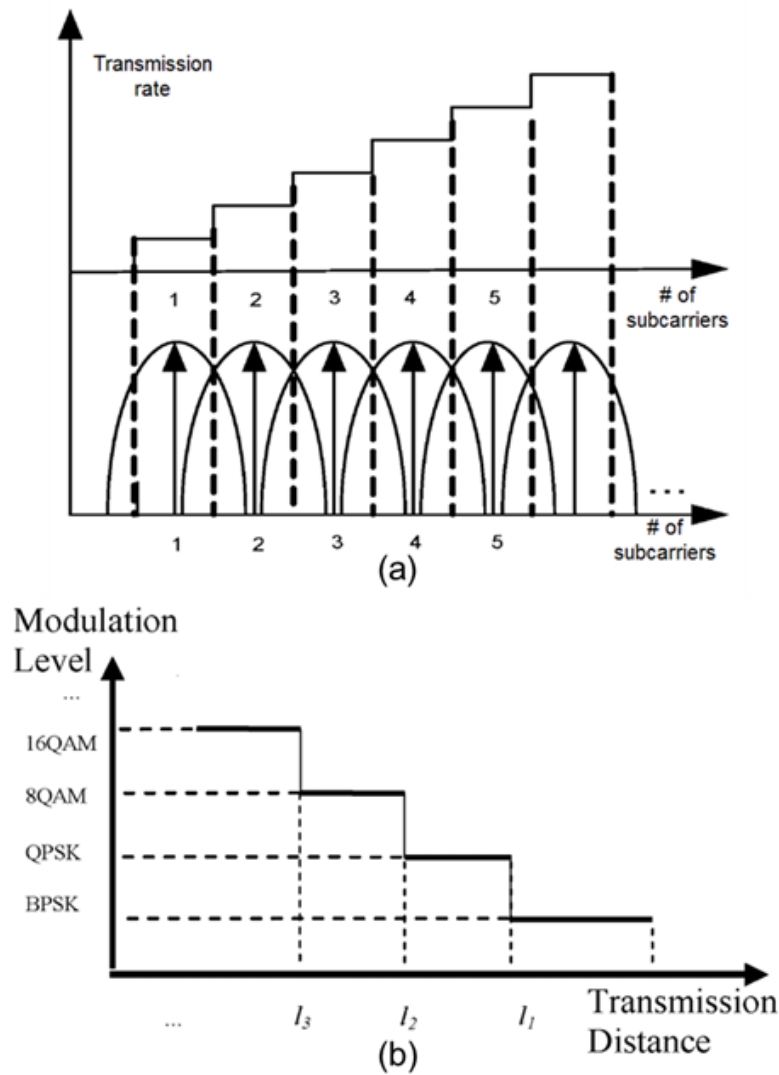 Transmission
rate
1 2 3 4 5
# of
subcarriers
...
1 2 3 4 5
# of
subcarriers
(a)
Modulation
Level
...
16QAM
8QAM
QPSK
BPSK
... l3 l2 l1
Transmission
Distance
(b)